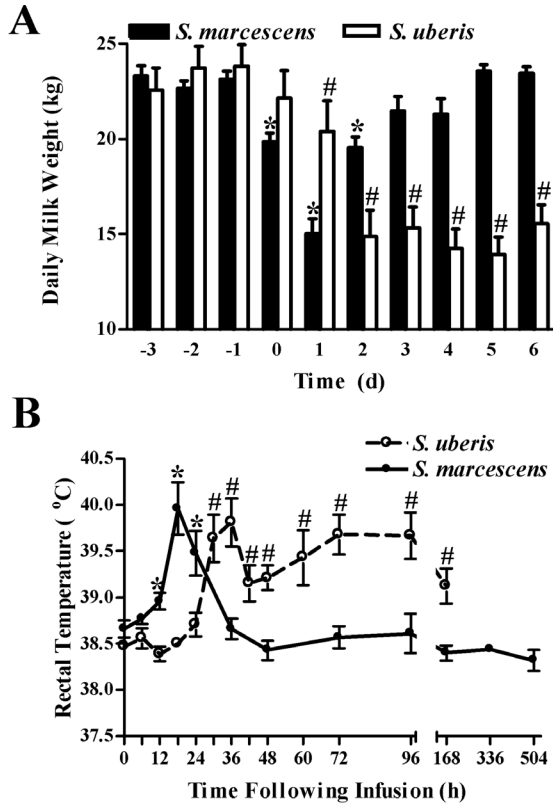 A
S. marcescens
S. uberis
Daily Milk Weight (kg)
25
20
15
10
* # * * # # # # #
-3 -2 -1 0 1 2 3 4 5 6
Time (d)
B
S. uberis
S. marcescens
Rectal Temperature ( °C)
40.5
40.0
39.5
39.0
38.5
38.0
37.5
* * * # # # # # # # #
0 12 24 36 48 60 72 96 168 336 504
Time Following Infusion (h)